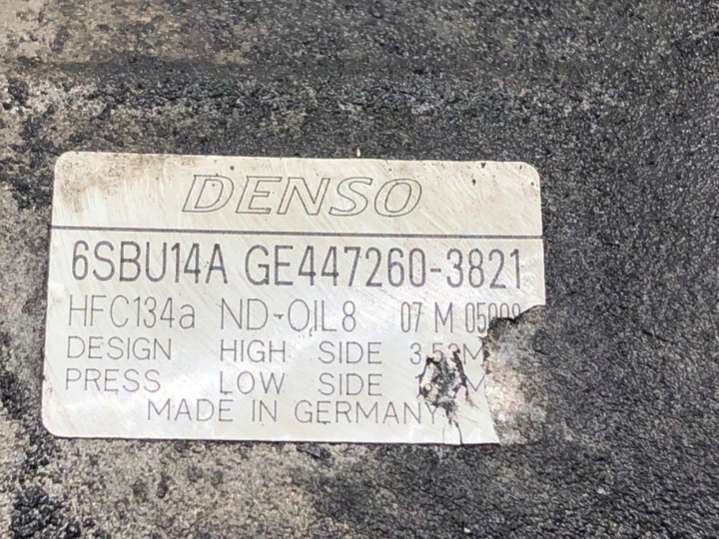 DENSO
6SBU14A GE447260-3821
HFC134a ND-OIL8 07 M
DESIGN HIGH SIDE
PRESS LOW SIDE
MADE IN GERMANY